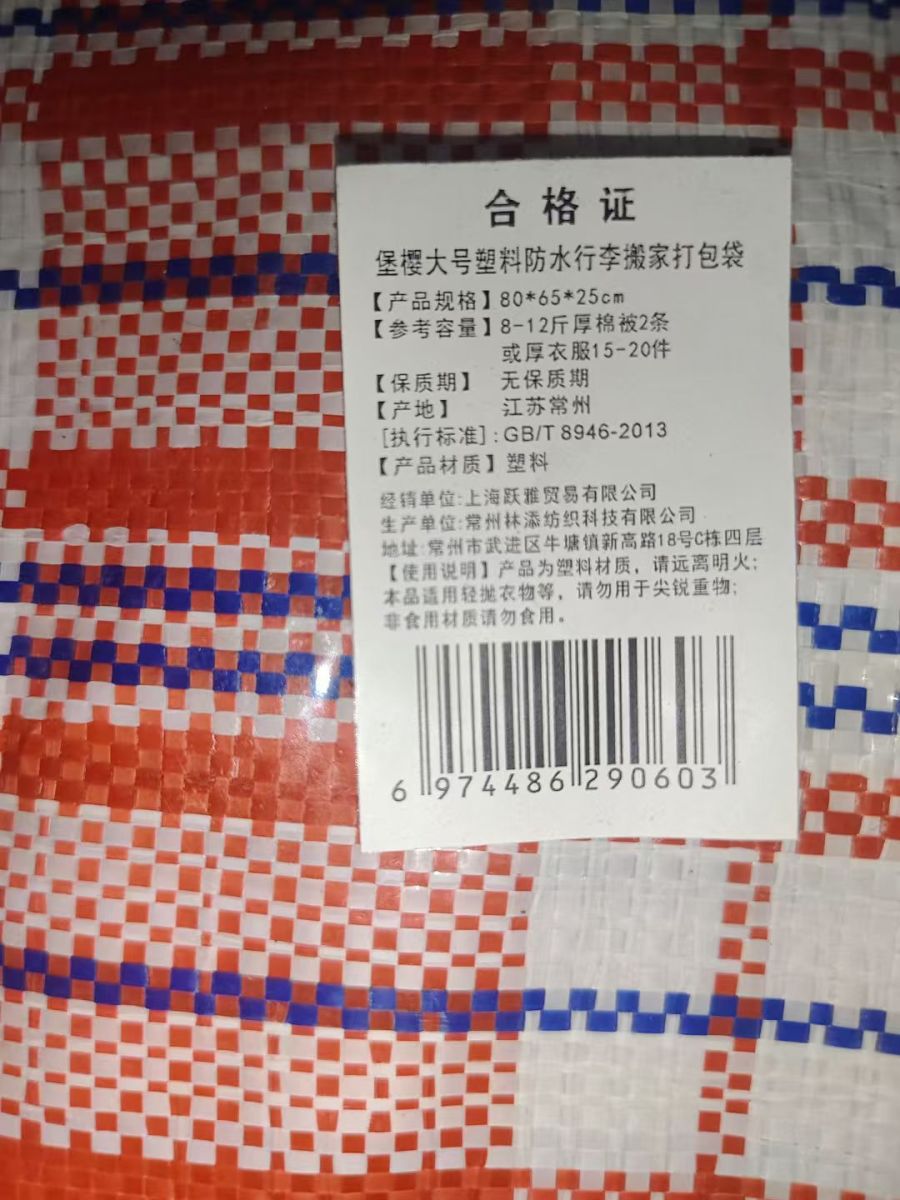 合格证
堡樱大号塑料防水行李搬家打包袋
【产品规格】80*65*25cm
【参考容量】8-12斤厚棉被2条
或厚衣服15-20件
【保质期】 无保质期
【产地】 江苏常州
[执行标准]:GB/T 8946-2013
【产品材质】塑料
经销单位:上海跃雅贸易有限公司
生产单位:常州林添纺织科技有限公司
地址:常州市武进区牛塘镇新高路18号C栋四层
【使用说明】产品为塑料材质，请远离明火;
本品适用轻抛衣物等，请勿用于尖锐重物;
非食用材质请勿食用。
6 974486 290603